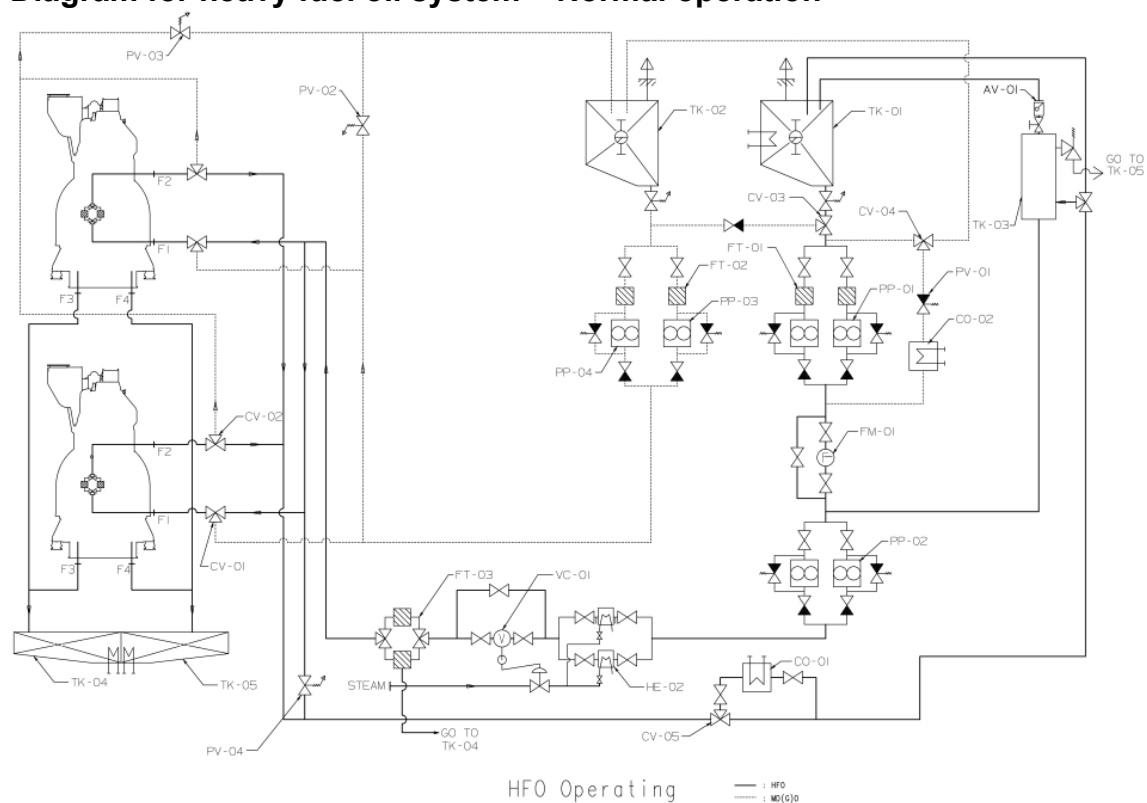 Diagram for heavy fuel oil system – Normal operation
PV-03
PV-02
TK-02
TK-01
AV-01
GO TO
TK-05
F2
CV-03
CV-04
TK-03
F1
FT-01
FT-02
PV-01
F3
F4
PP-03
PP-01
CO-02
PP-04
CV-02
F2
FM-01
F1
PP-02
F3
F4
CV-01
FT-03
VC-01
V
M M
TK-04
TK-05
STEAM
HE-02
CO-01
PV-04
GO TO
TK-04
CV-05
HFO Operating
: HFO
: MD(G)O